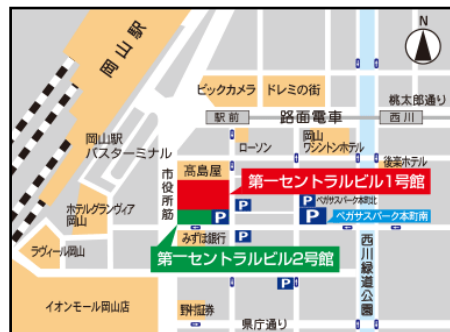 N
岡山駅
ビックカメラ
ドレミの街
桃太郎通り
駅前
路面電車
西川
岡山駅
バスターミナル
ローソン
岡山
ワシントンホテル
後楽ホテル
市役所筋
高島屋
第一セントラルビル1号館
P
ペガサスパーク本町北
ホテルグランヴィア
岡山
P
P
P
ペガサスパーク本町南
みずほ銀行
P
第一セントラルビル2号館
ラヴィール岡山
西川緑道公園
イオンモール岡山店
野村証券
P
県庁通り